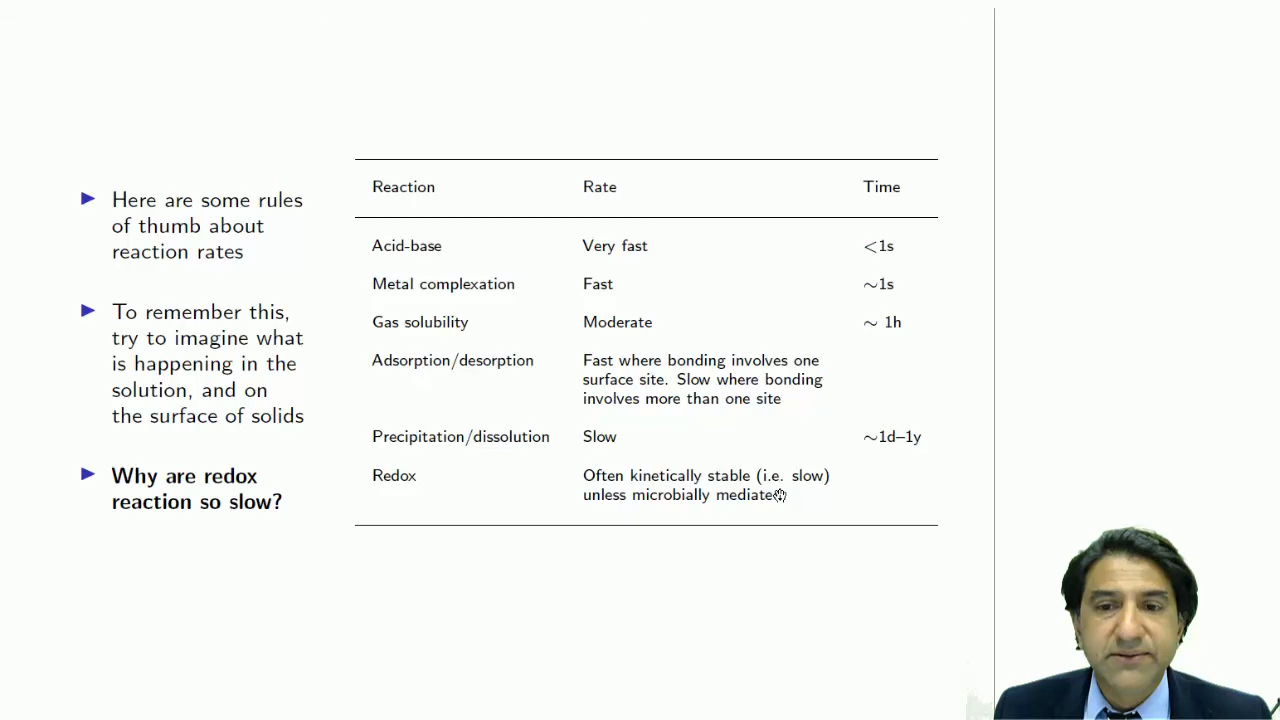 Here are some rules
of thumb about
reaction rates
To remember this,
try to imagine what
is happening in the
solution, and on
the surface of solids
Why are redox
reaction so slow?
Reaction Rate Time
Acid-base Very fast <1s
Metal complexation Fast ∼1s
Gas solubility Moderate ∼ 1h
Adsorption/desorption Fast where bonding involves one
surface site. Slow where bonding
involves more than one site
Precipitation/dissolution Slow ∼1d–1y
Redox Often kinetically stable (i.e. slow)
unless microbially mediated